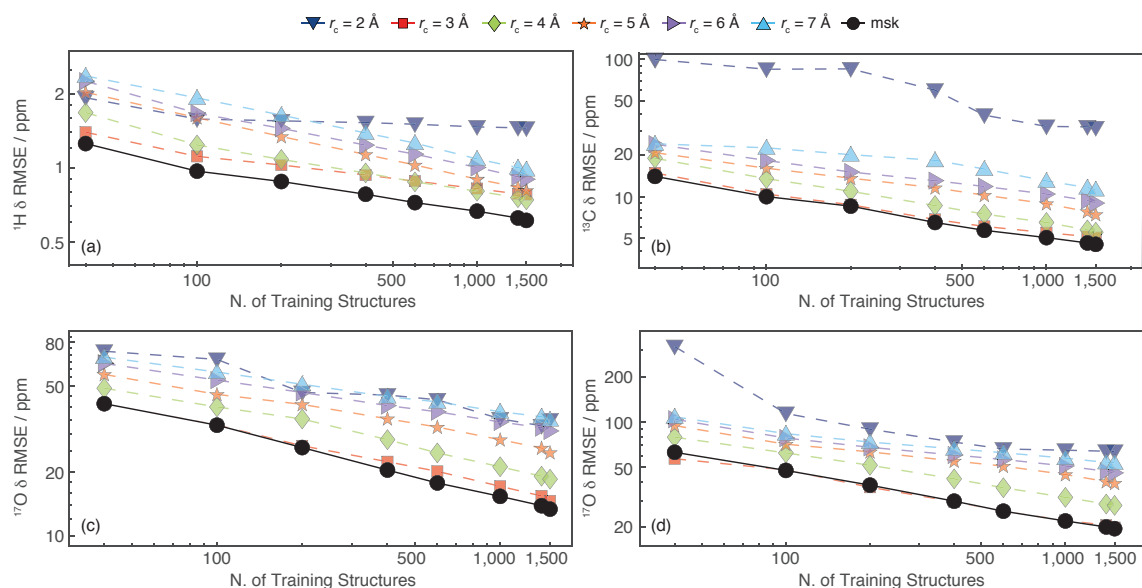 r_c = 2 Å r_c = 3 Å r_c = 4 Å r_c = 5 Å r_c = 6 Å r_c = 7 Å msk
¹H δ RMSE / ppm
2
1
0.5
(a)
100 500 1,000 1,500
N. of Training Structures
¹³C δ RMSE / ppm
100
50
20
10
5
(b)
100 500 1,000 1,500
N. of Training Structures
¹⁷O δ RMSE / ppm
80
50
20
10
(c)
100 500 1,000 1,500
N. of Training Structures
¹⁷O δ RMSE / ppm
200
100
50
20
(d)
100 500 1,000 1,500
N. of Training Structures